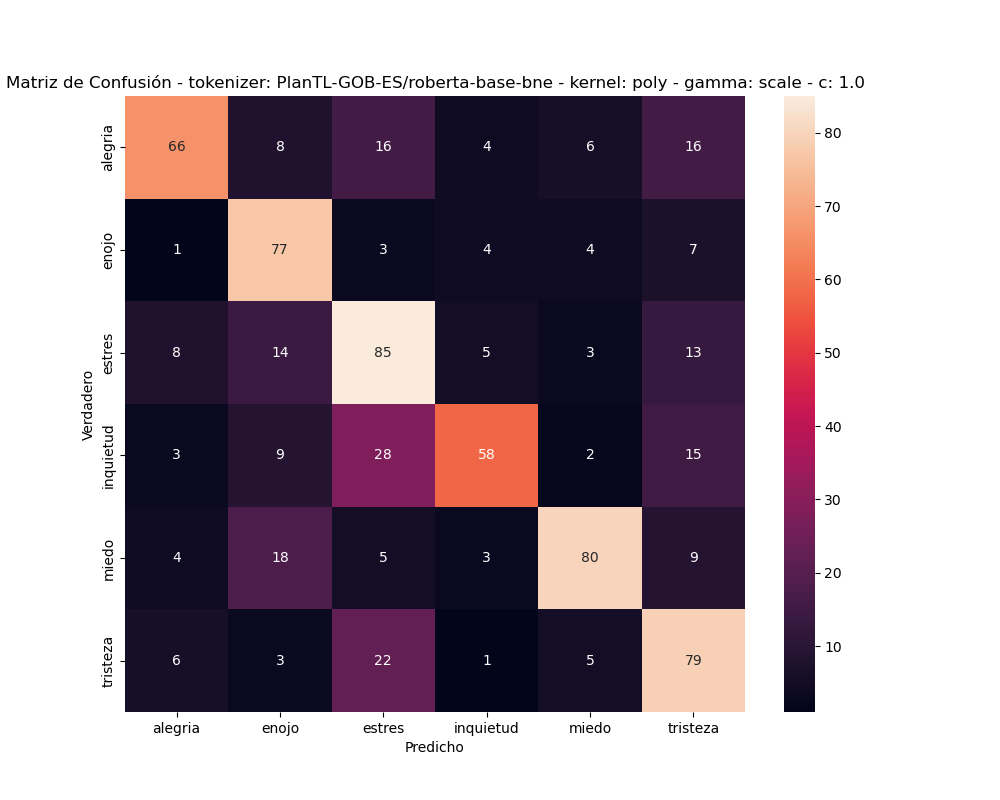 Matriz de Confusión - tokenizer: PlanTL-GOB-ES/roberta-base-bne - kernel: poly - gamma: scale - c: 1.0
alegria 66 8 16 4 6 16
enojo 1 77 3 4 4 7
estres 8 14 85 5 3 13
inquietud 3 9 28 58 2 15
miedo 4 18 5 3 80 9
tristeza 6 3 22 1 5 79
Verdadero
alegria enojo estres inquietud miedo tristeza
Predicho
80
70
60
50
40
30
20
10